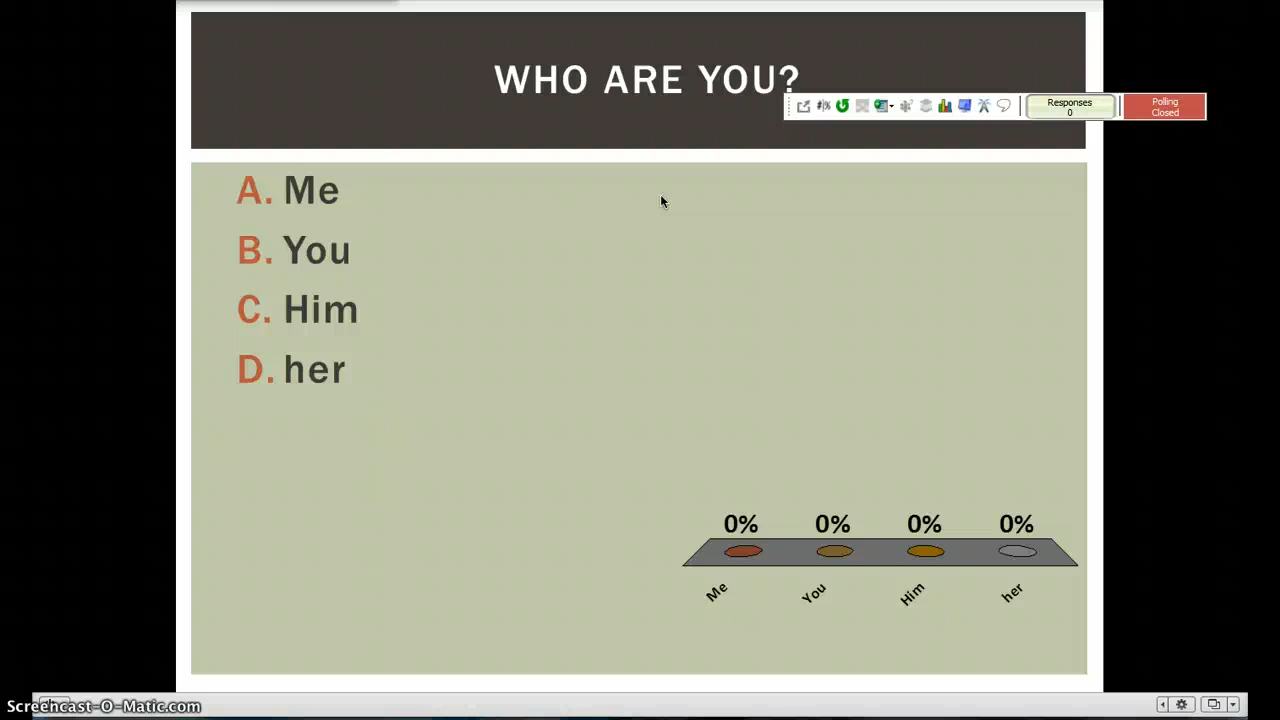 WHO ARE YOU?
Responses
0
Polling
Closed
A. Me
B. You
C. Him
D. her
0% 0% 0% 0%
Me You Him her
Screencast-O-Matic.com